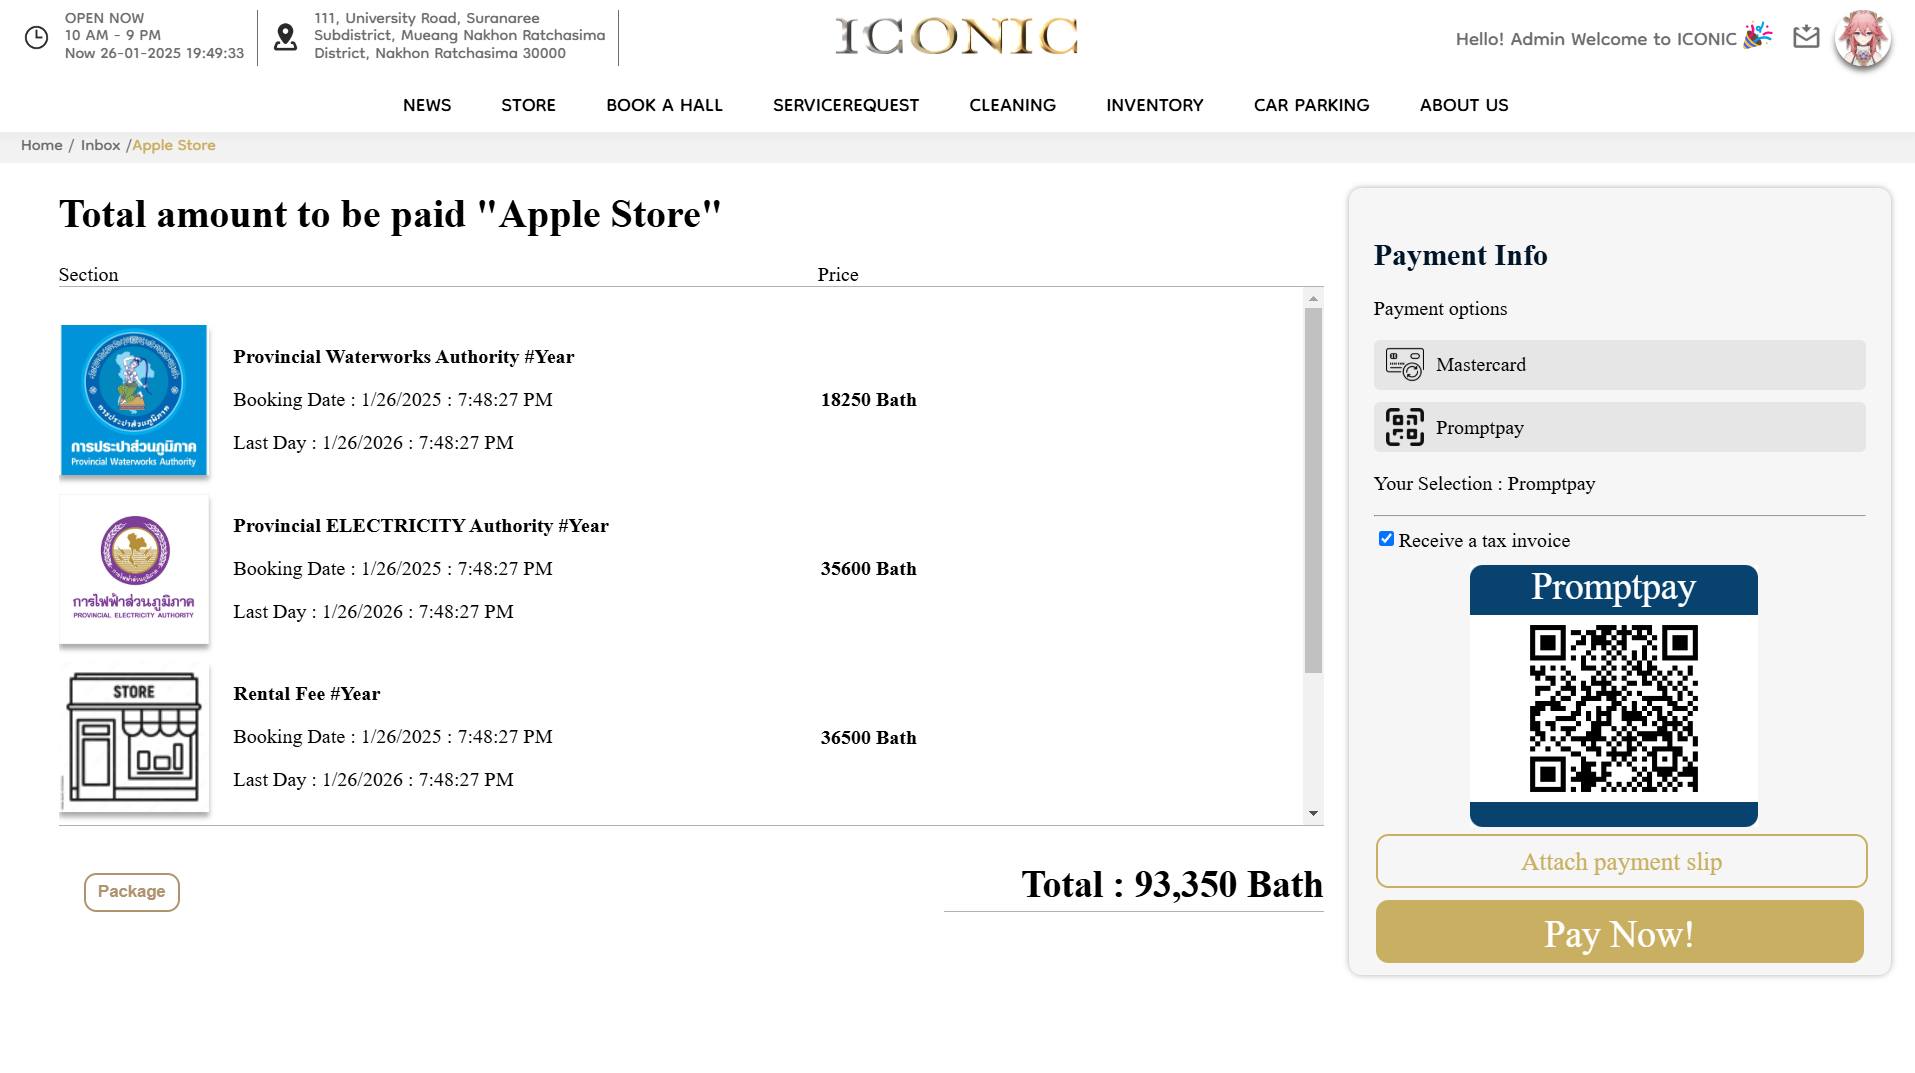 OPEN NOW
10 AM - 9 PM
Now 26-01-2025 19:49:33
111, University Road, Suranaree
Subdistrict, Mueang Nakhon Ratchasima
District, Nakhon Ratchasima 30000
ICONIC
Hello! Admin Welcome to ICONIC
NEWS STORE BOOK A HALL SERVICEREQUEST CLEANING INVENTORY CAR PARKING ABOUT US
Home / Inbox /Apple Store
Total amount to be paid "Apple Store"
Section Price
การประปาส่วนภูมิภาค
Provincial Waterworks Authority
Provincial Waterworks Authority #Year
Booking Date : 1/26/2025 : 7:48:27 PM
Last Day : 1/26/2026 : 7:48:27 PM
18250 Bath
การไฟฟ้าส่วนภูมิภาค
PROVINCIAL ELECTRICITY AUTHORITY
Provincial ELECTRICITY Authority #Year
Booking Date : 1/26/2025 : 7:48:27 PM
Last Day : 1/26/2026 : 7:48:27 PM
35600 Bath
STORE
Rental Fee #Year
Booking Date : 1/26/2025 : 7:48:27 PM
Last Day : 1/26/2026 : 7:48:27 PM
36500 Bath
Package
Total : 93,350 Bath
Payment Info
Payment options
Mastercard
Promptpay
Your Selection : Promptpay
Receive a tax invoice
Promptpay
Attach payment slip
Pay Now!